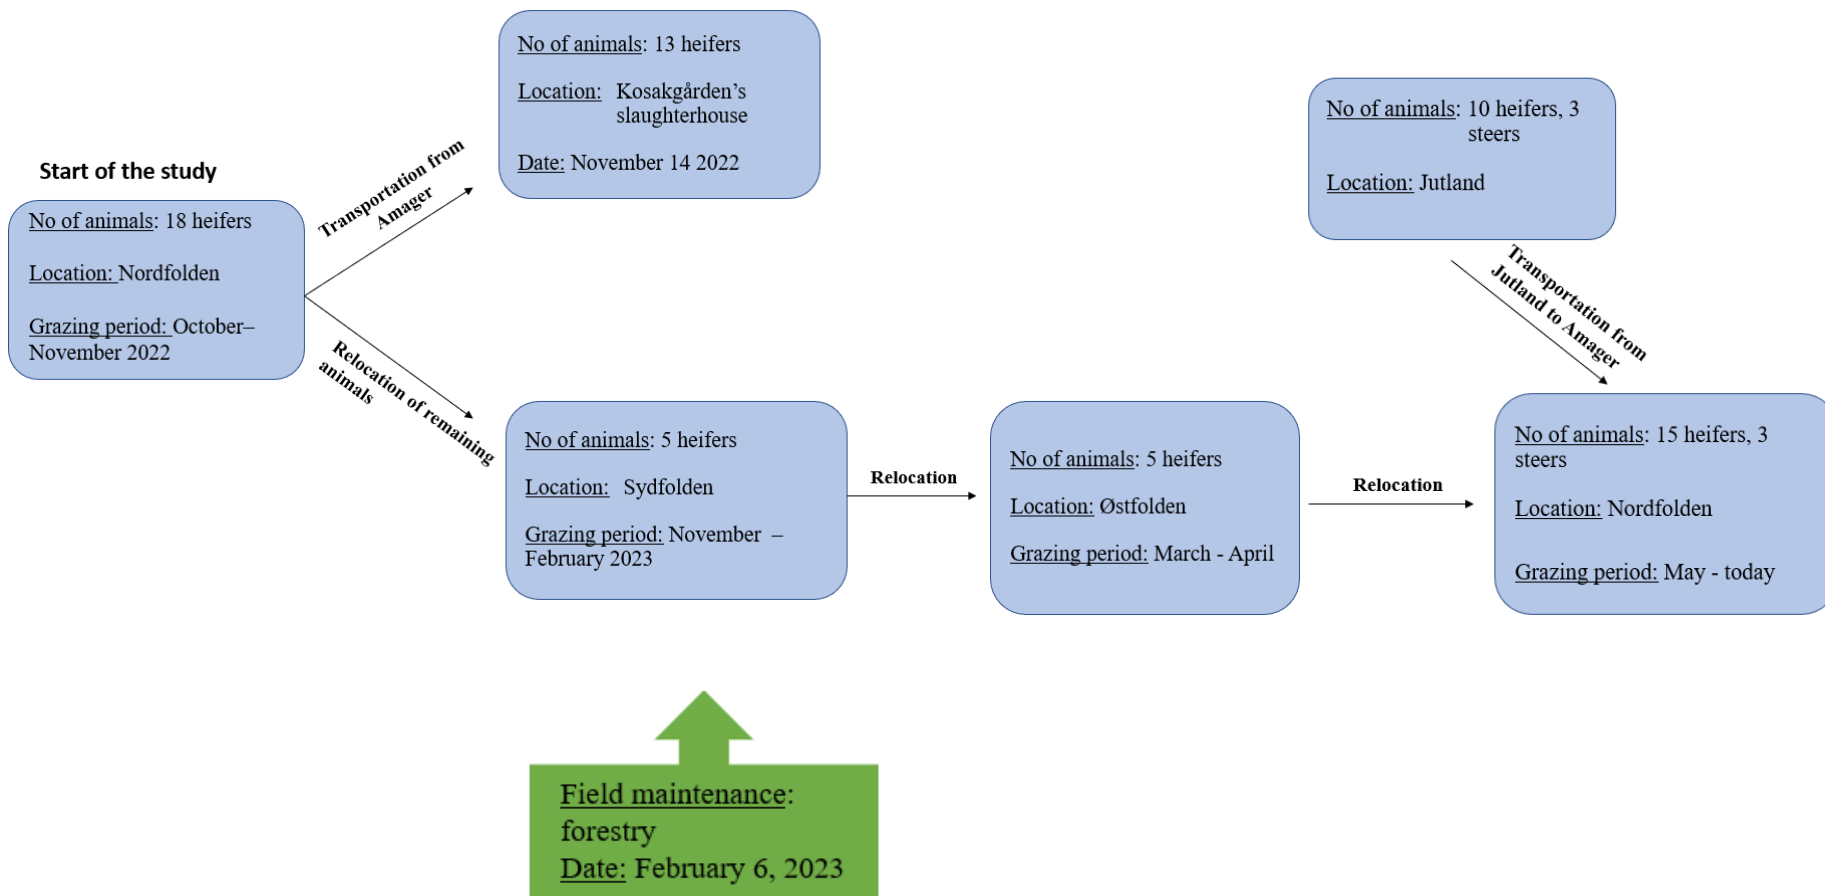 Start of the study
No of animals: 18 heifers
Location: Nordfolden
Grazing period: October–
November 2022
Transportation from
Amager
No of animals: 13 heifers
Location: Kosakgården’s
slaughterhouse
Date: November 14 2022
Relocation of remaining
animals
No of animals: 5 heifers
Location: Sydfolden
Grazing period: November –
February 2023
Relocation
No of animals: 5 heifers
Location: Østfolden
Grazing period: March - April
Relocation
No of animals: 10 heifers, 3
steers
Location: Jutland
Transportation from
Jutland to Amager
No of animals: 15 heifers, 3
steers
Location: Nordfolden
Grazing period: May - today
Field maintenance:
forestry
Date: February 6, 2023